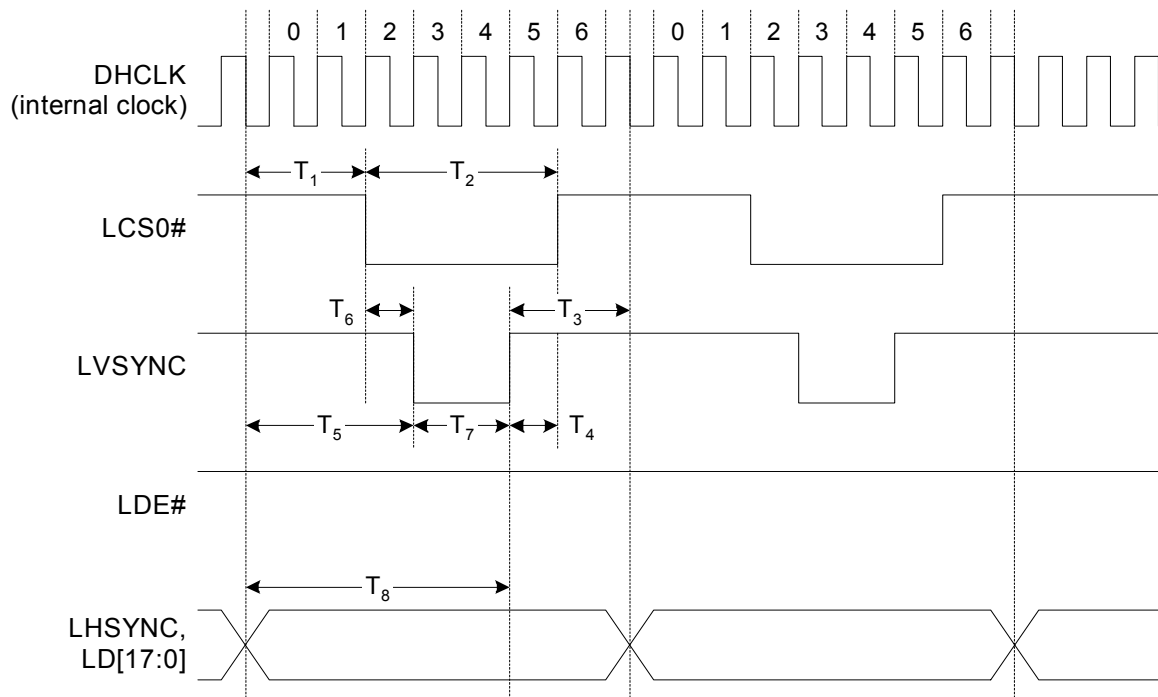 0 1 2 3 4 5 6 0 1 2 3 4 5 6
DHCLK
(internal clock)
T₁ T₂
LCS0#
T₆ T₃
LVSYNC
T₅ T₇ T₄
LDE#
T₈
LHSYNC,
LD[17:0]